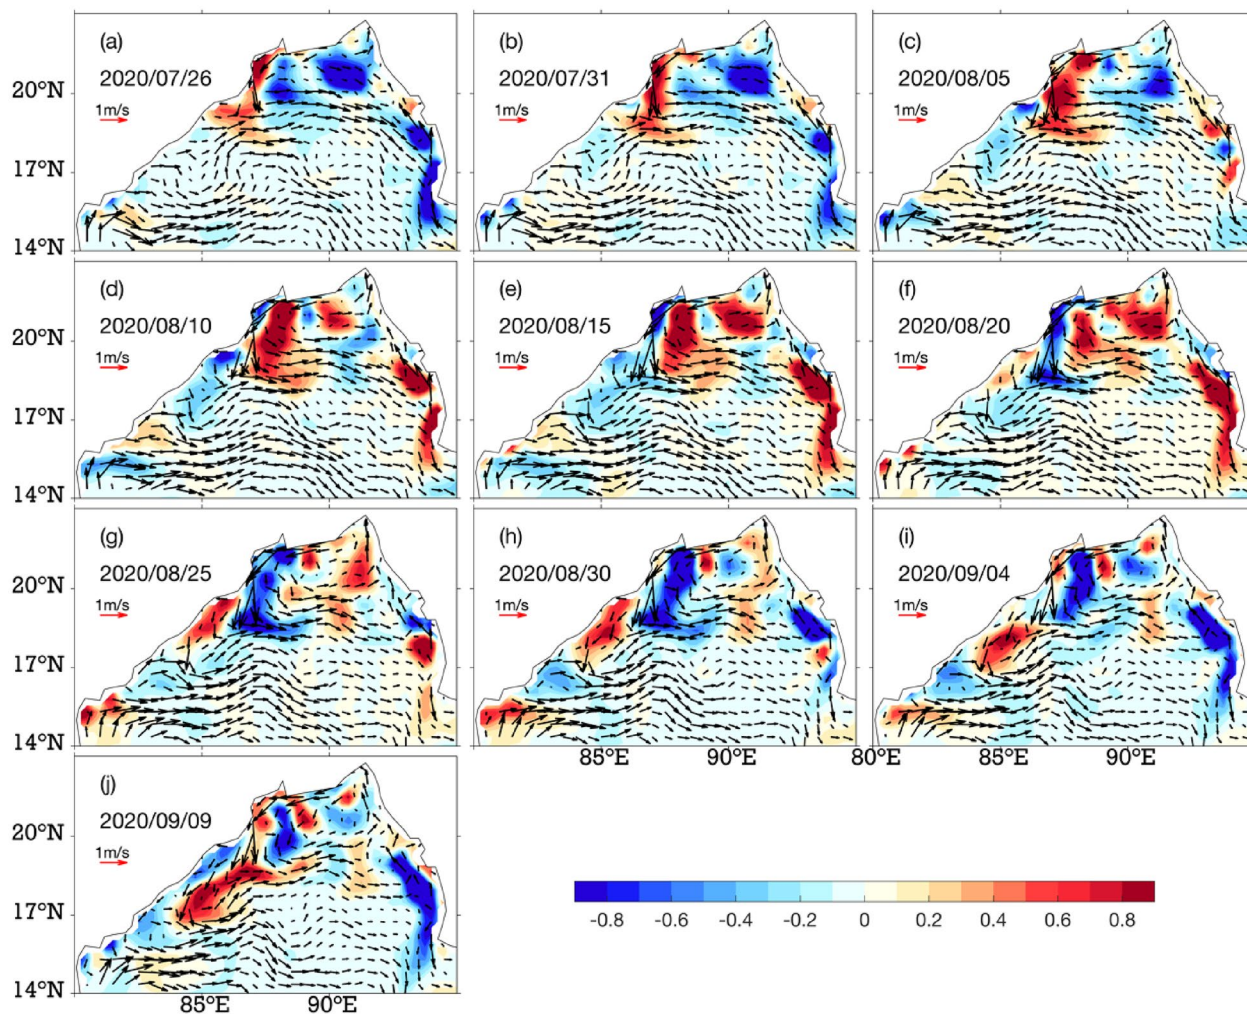 (a)
(b)
(c)
2020/07/26
2020/07/31
2020/08/05
20°N
1m/s
1m/s
1m/s
17°N
14°N
(d)
(e)
(f)
2020/08/10
2020/08/15
2020/08/20
20°N
1m/s
1m/s
1m/s
17°N
14°N
(g)
(h)
(i)
2020/08/25
2020/08/30
2020/09/04
20°N
1m/s
1m/s
1m/s
17°N
14°N
85°E
90°E
80°E
85°E
90°E
(j)
2020/09/09
20°N
1m/s
17°N
14°N
85°E
90°E
-0.8
-0.6
-0.4
-0.2
0
0.2
0.4
0.6
0.8